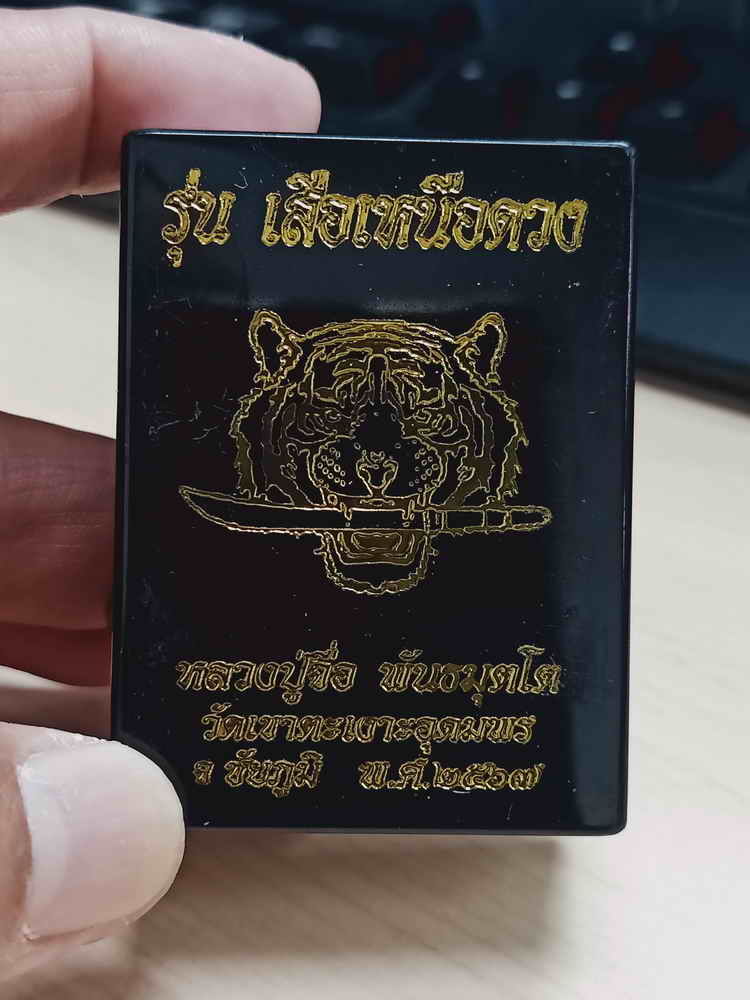 รุ่น เสือเหนือดวง
หลวงปู่จื่อ พันธมุตโต
วัดเขาตาเงาะอุดมพร
จ ชัยภูมิ พ.ศ.๒๕๖๗